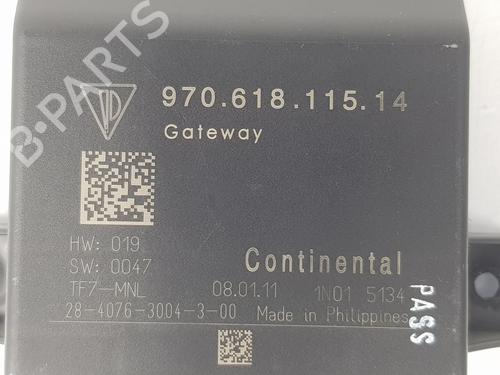 B-PARTS
970.618.115.14
Gateway
HW: 019
SW: 0047
Continental
TF7-MNL 08.01.11 1N01 5134
28-4076-3004-3-00 Made in Philippines
PASS